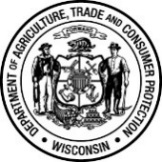 DEPARTMENT OF AGRICULTURE, TRADE AND CONSUMER PROTECTION
FORWARD
• WISCONSIN •